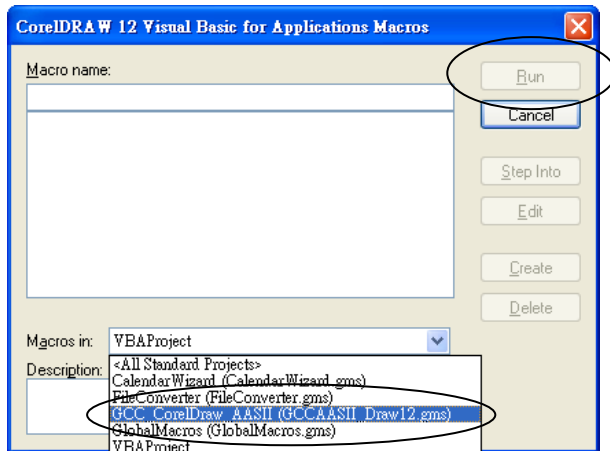 CorelDRAW 12 Visual Basic for Applications Macros
Macro name:
Run
Cancel
Step Into
Edit
Create
Delete
Macros in: VBAProject
Description:
<All Standard Projects>
CalendarWizard (CalendarWizard.gms)
FileConverter (FileConverter.gms)
GCC_CorelDraw_AASII (GCCAASII_Draw12.gms)
GlobalMacros (GlobalMacros.gms)
VBAProject